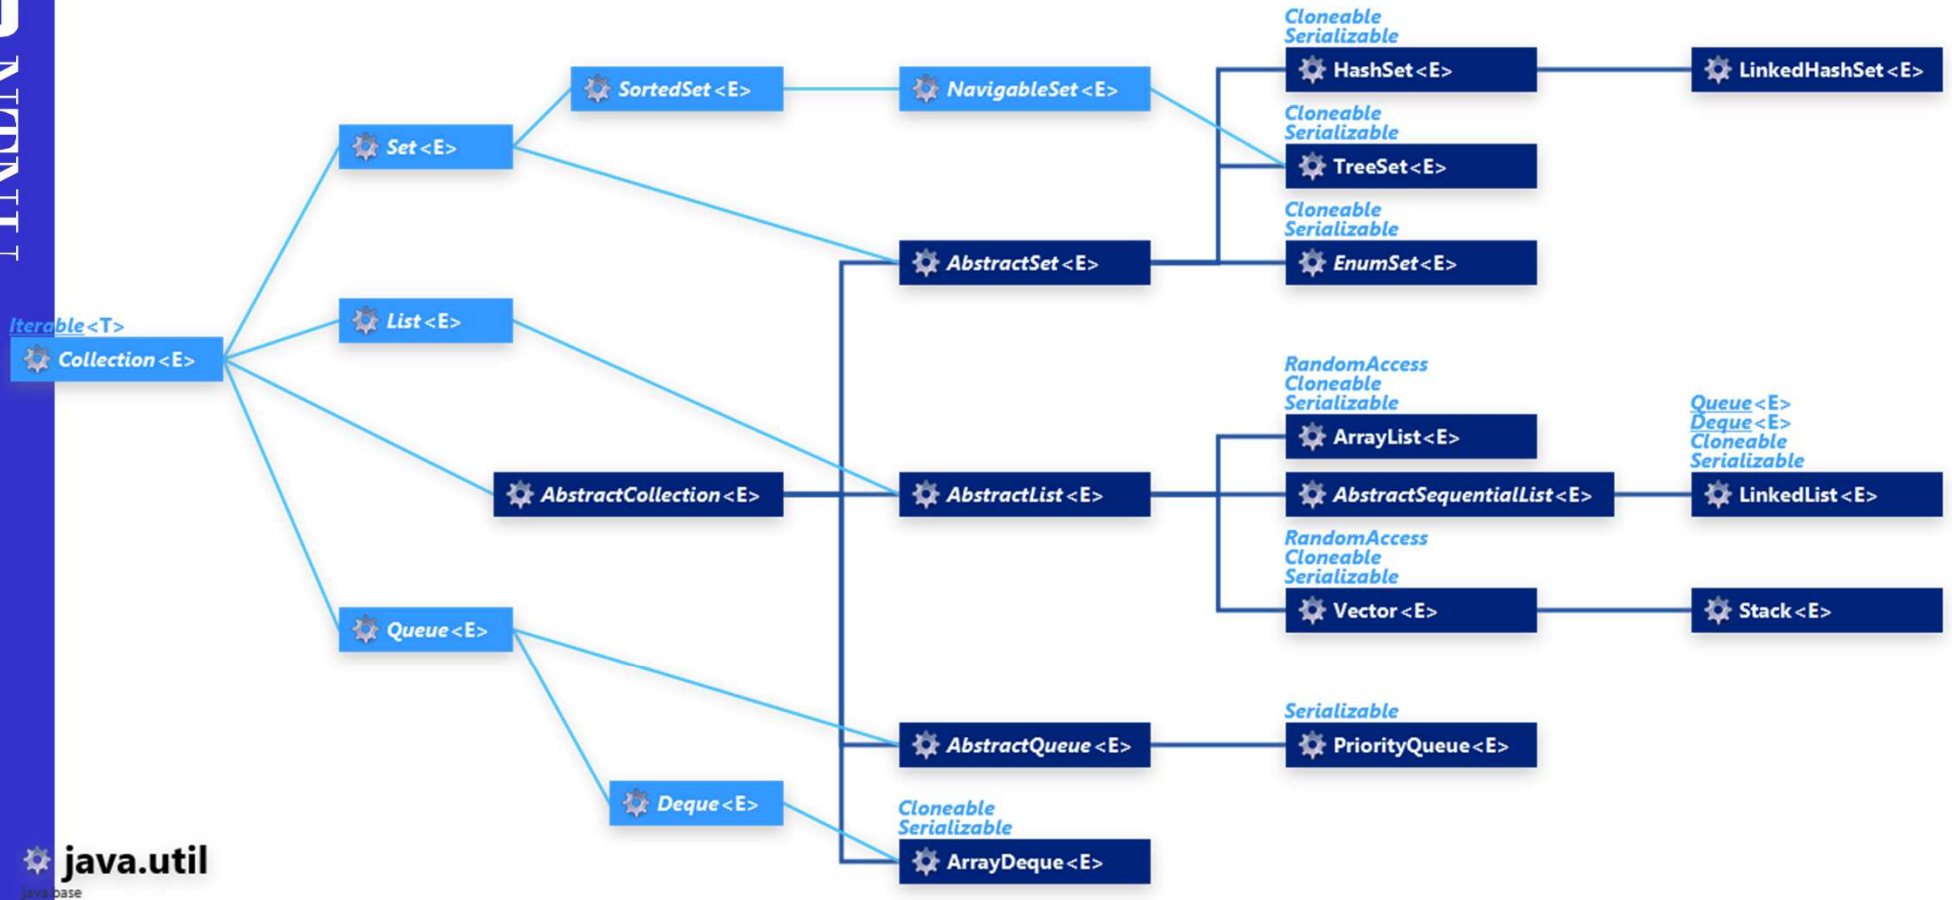 Cloneable
Serializable
HashSet<E>
LinkedHashSet<E>
SortedSet<E>
NavigableSet<E>
Cloneable
Serializable
TreeSet<E>
Set<E>
Cloneable
Serializable
EnumSet<E>
AbstractSet<E>
List<E>
Iterable<T>
Collection<E>
RandomAccess
Cloneable
Serializable
ArrayList<E>
Queue<E>
Deque<E>
Cloneable
Serializable
AbstractCollection<E>
AbstractList<E>
AbstractSequentialList<E>
LinkedList<E>
RandomAccess
Cloneable
Serializable
Vector<E>
Stack<E>
Queue<E>
Serializable
AbstractQueue<E>
PriorityQueue<E>
Deque<E>
Cloneable
Serializable
ArrayDeque<E>
java.util
java.base